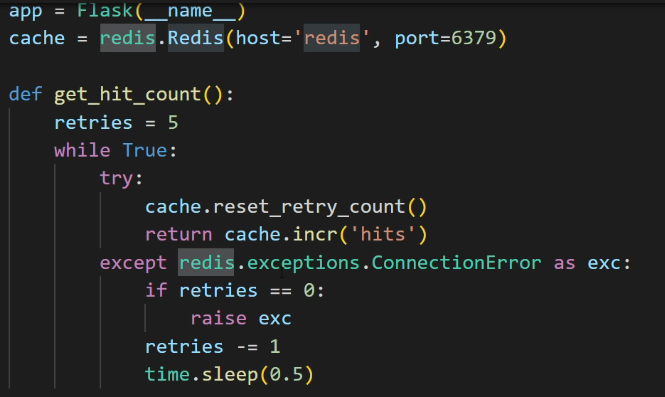 app = Flask(__name__)
cache = redis.Redis(host='redis', port=6379)
def get_hit_count():
    retries = 5
    while True:
        try:
            cache.reset_retry_count()
            return cache.incr('hits')
        except redis.exceptions.ConnectionError as exc:
            if retries == 0:
                raise exc
            retries -= 1
            time.sleep(0.5)